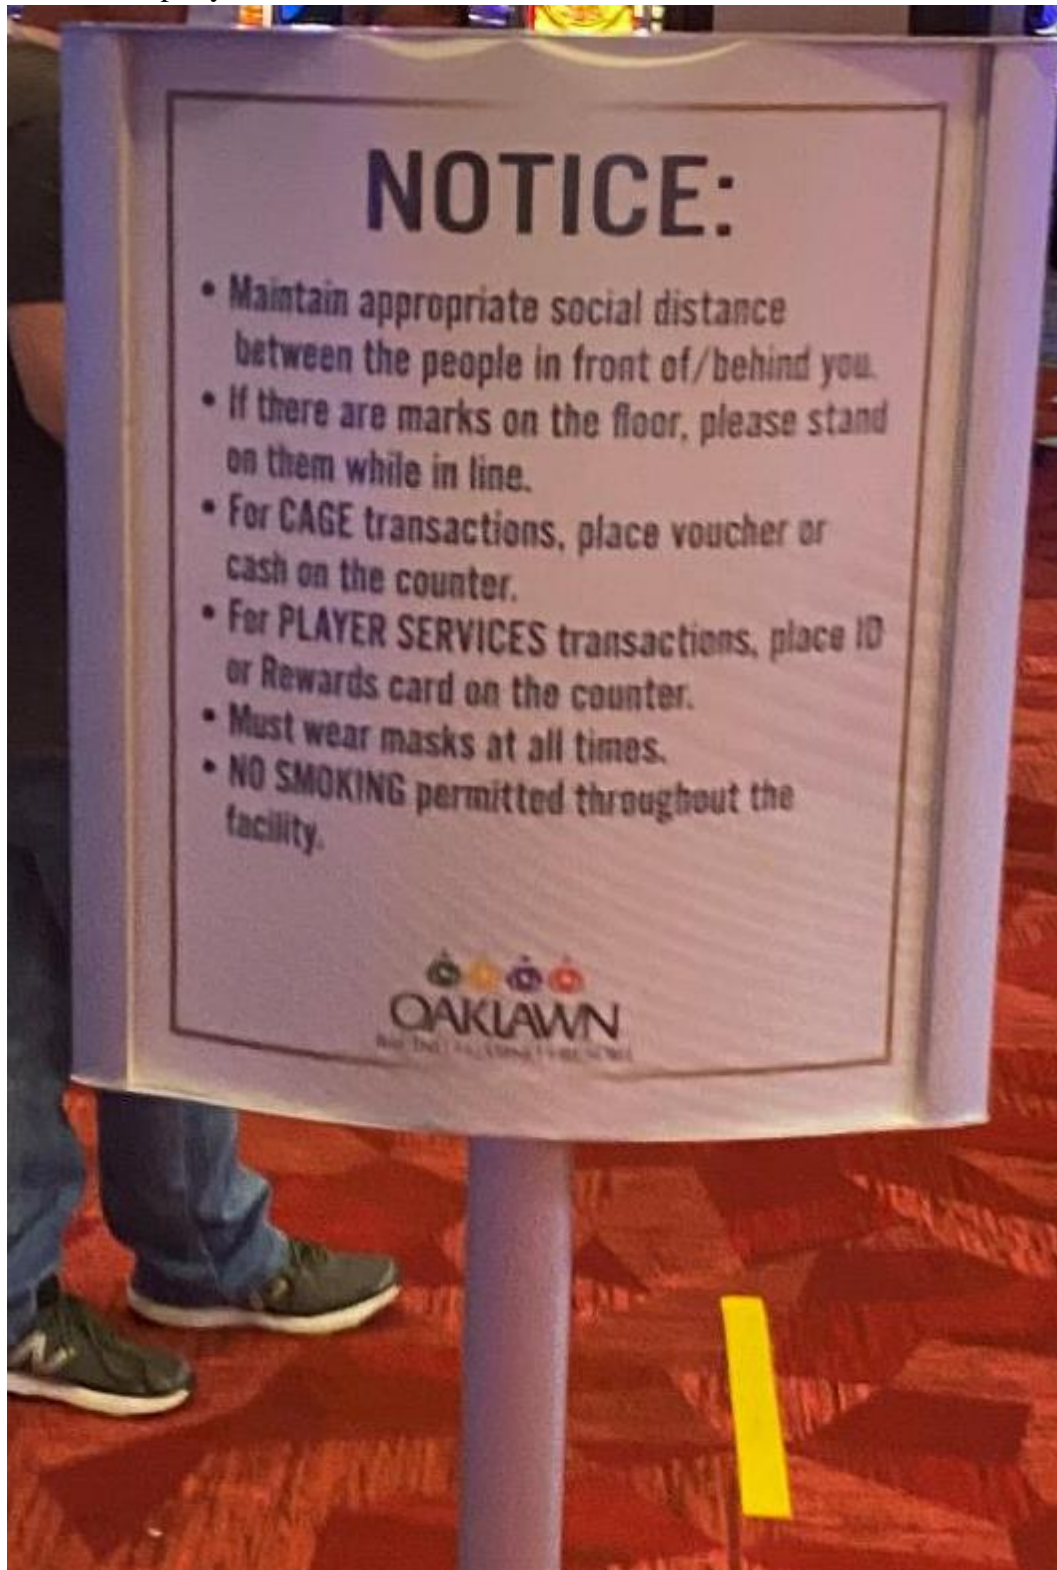 NOTICE:
• Maintain appropriate social distance
between the people in front of/behind you.
• If there are marks on the floor, please stand
on them while in line.
• For CAGE transactions, place voucher or
cash on the counter.
• For PLAYER SERVICES transactions, place ID
or Rewards card on the counter.
• Must wear masks at all times.
• NO SMOKING permitted throughout the
facility.
OAKLAWN
N